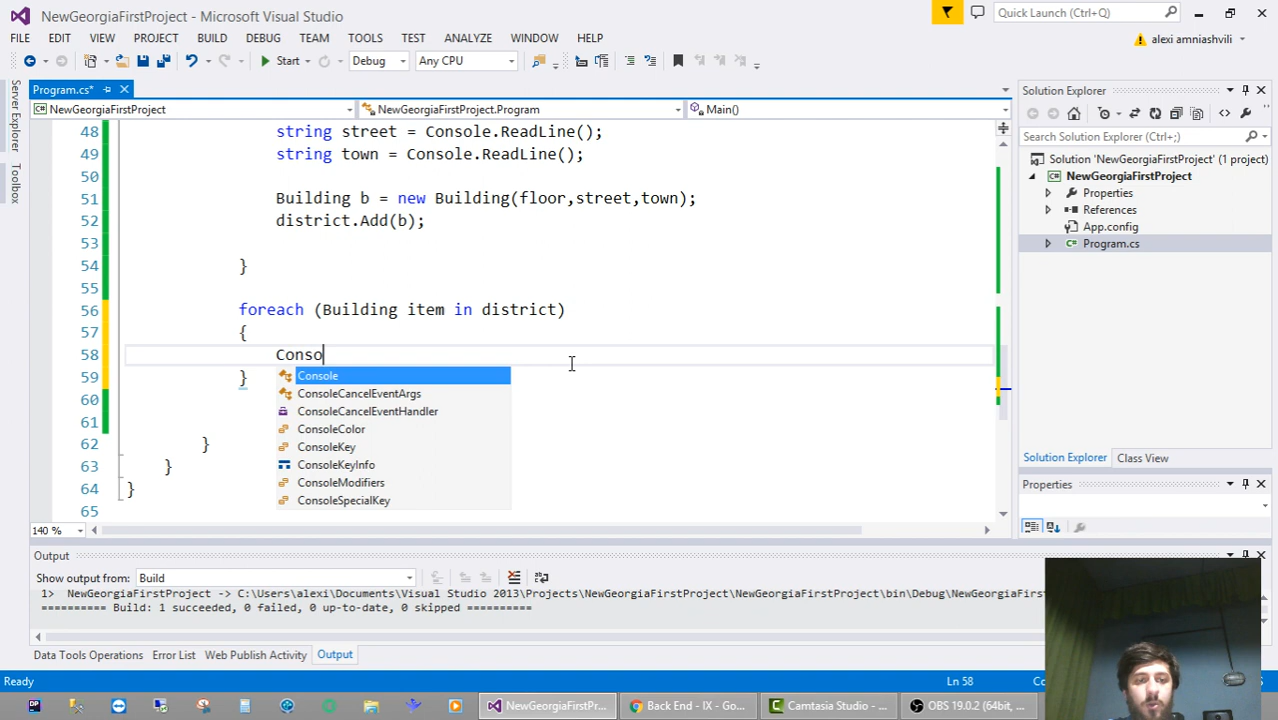 NewGeorgiaFirstProject - Microsoft Visual Studio
Quick Launch (Ctrl+Q)
FILE EDIT VIEW PROJECT BUILD DEBUG TEAM TOOLS TEST ANALYZE WINDOW HELP
alexi amniashvili
Start Debug Any CPU
Server Explorer
Toolbox
Program.cs*
NewGeorgiaFirstProject NewGeorgiaFirstProject.Program Main()
48 string street = Console.ReadLine();
49 string town = Console.ReadLine();
50
51 Building b = new Building(floor,street,town);
52 district.Add(b);
53
54 }
55
56 foreach (Building item in district)
57 {
58 Conso
59 }
60
61
62 }
63 }
64 }
65
Console
ConsoleCancelEventArgs
ConsoleCancelEventHandler
ConsoleColor
ConsoleKey
ConsoleKeyInfo
ConsoleModifiers
ConsoleSpecialKey
140 %
Solution Explorer
Search Solution Explorer (Ctrl+;)
Solution 'NewGeorgiaFirstProject' (1 project)
NewGeorgiaFirstProject
Properties
References
App.config
Program.cs
Solution Explorer Class View
Properties
Output
Show output from: Build
1> NewGeorgiaFirstProject -> C:\Users\alexi\Documents\Visual Studio 2013\Projects\NewGeorgiaFirstProject\NewGeorgiaFirstProject\bin\Debug\NewGeorgiaFirst
========== Build: 1 succeeded, 0 failed, 0 up-to-date, 0 skipped ==========
Data Tools Operations Error List Web Publish Activity Output
Ready Ln 58
NewGeorgiaFirstPr... Back End - IX - Go... Camtasia Studio - ... OBS 19.0.2 (64bit, ...